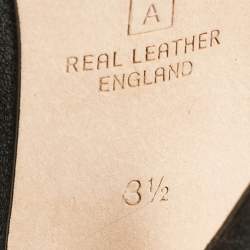 A
REAL LEATHER
ENGLAND
3½